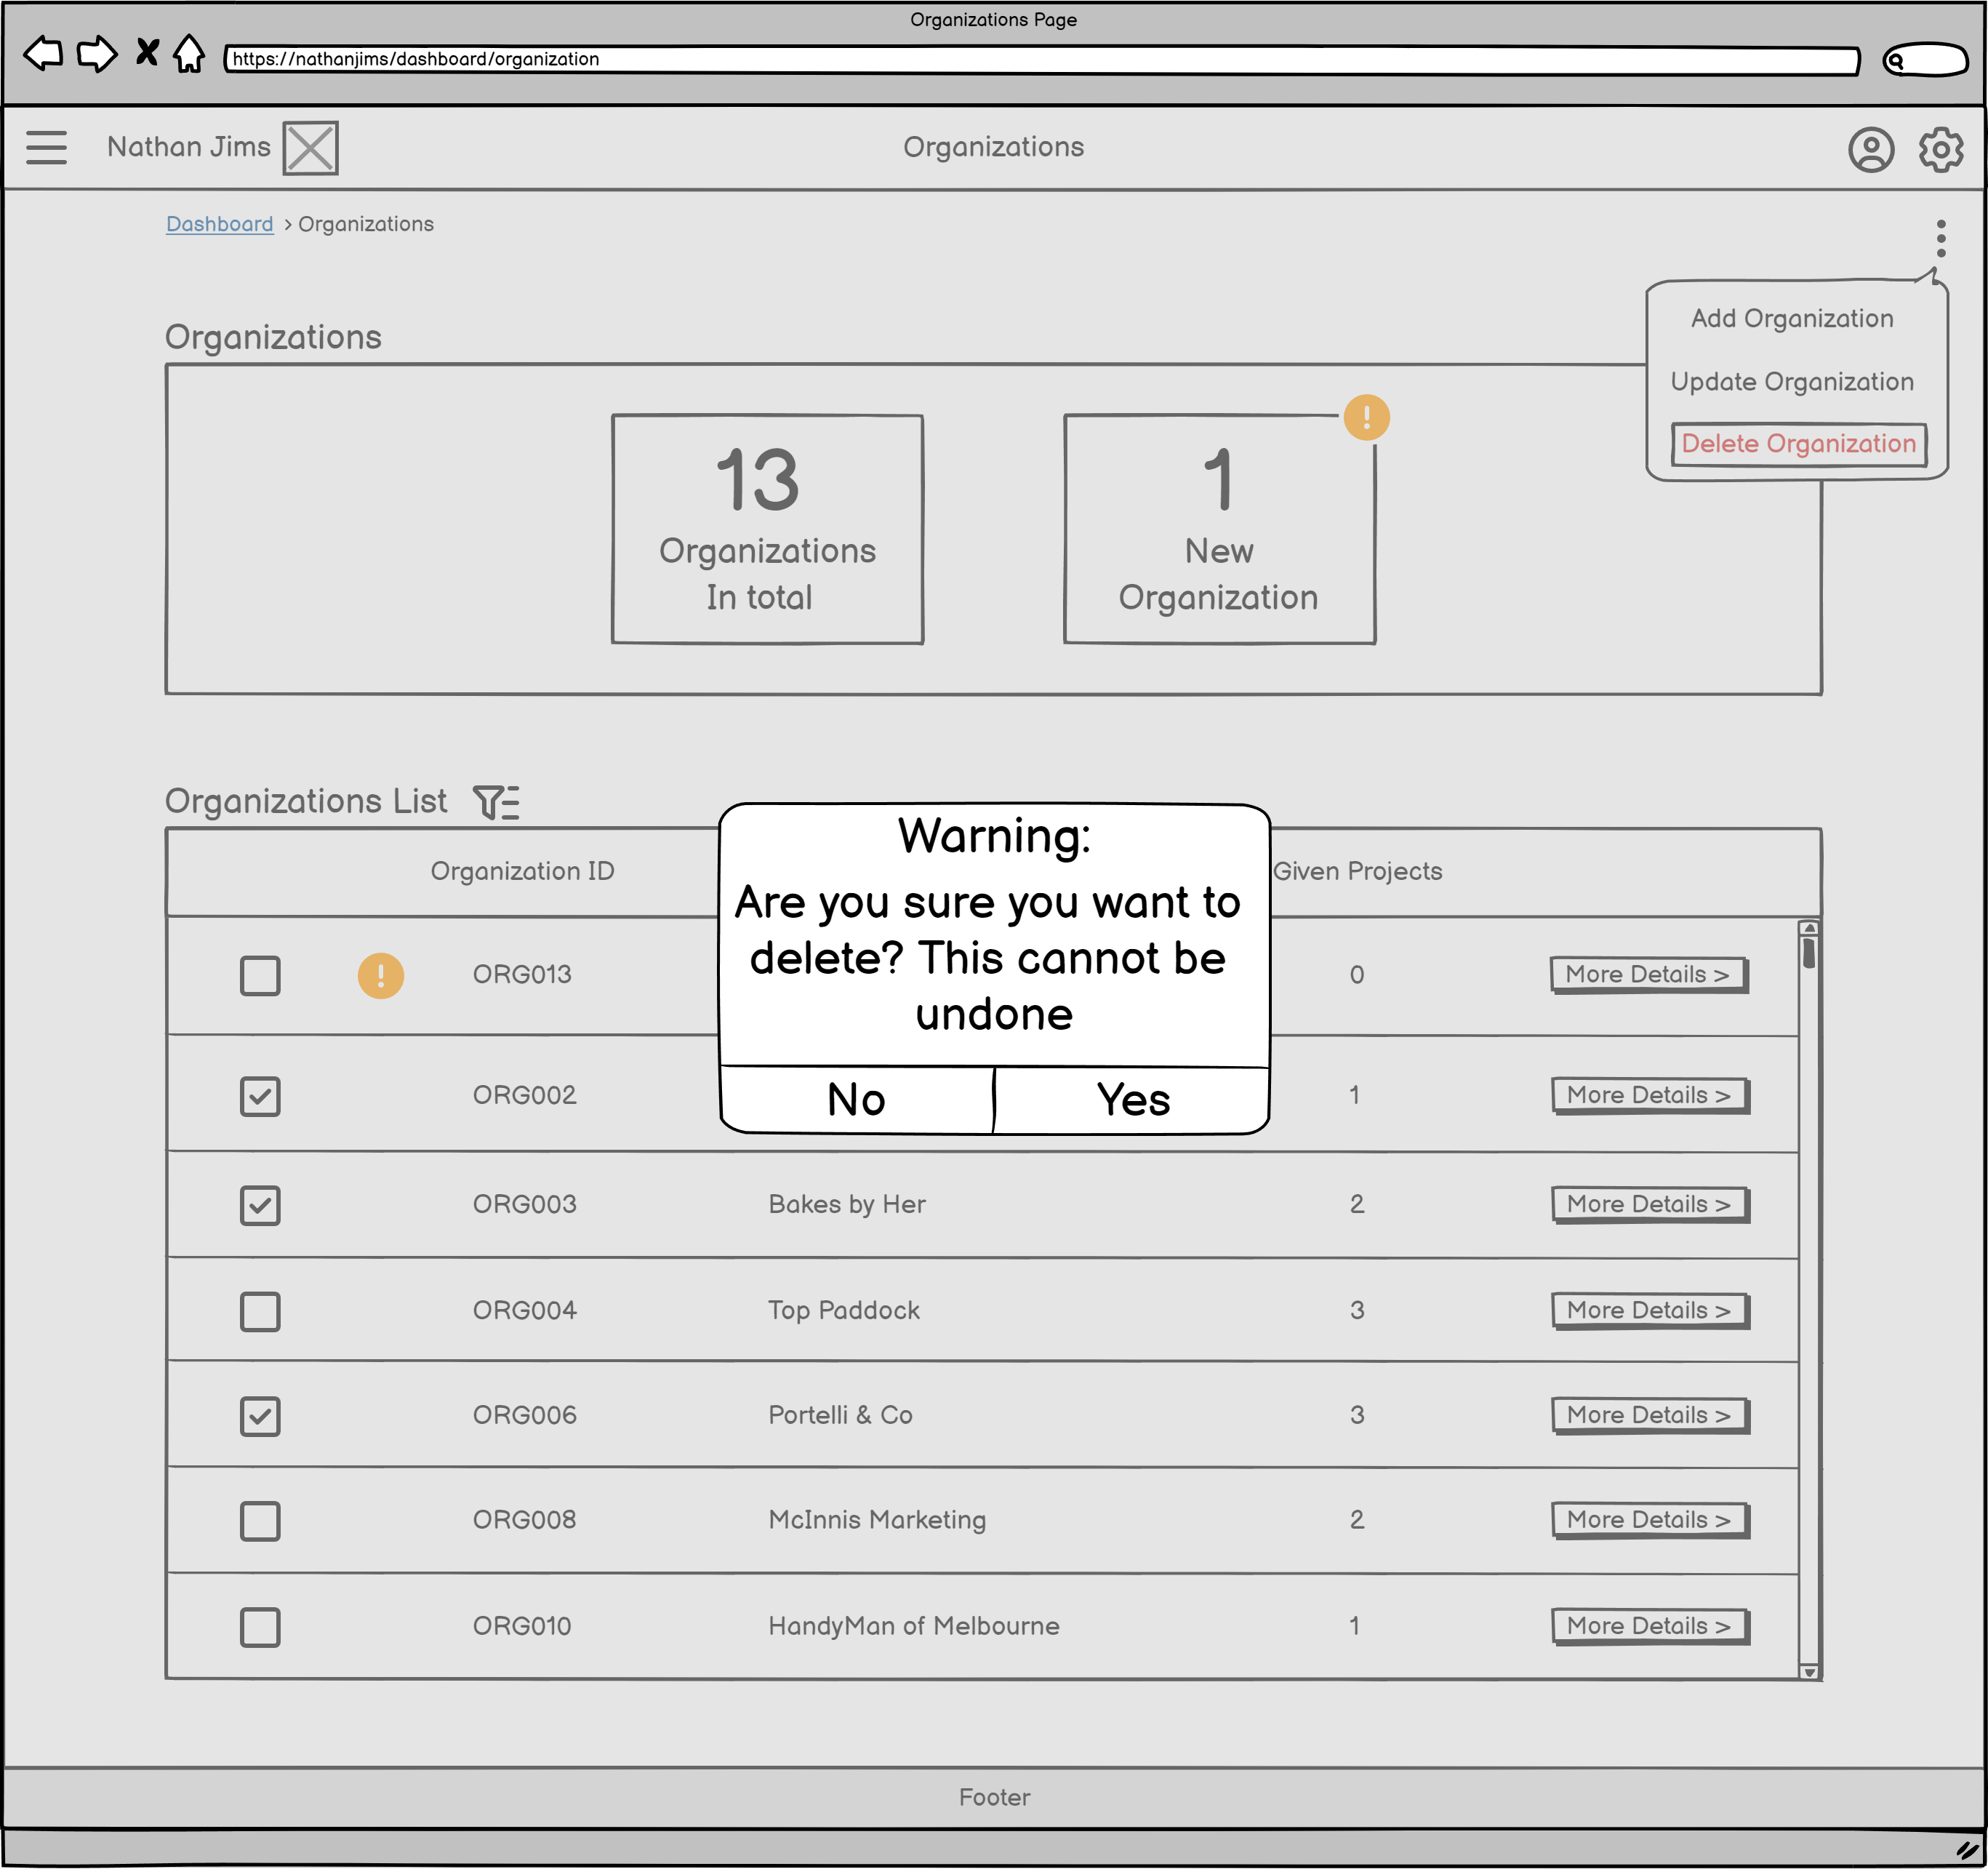 Organizations Page
https://nathanjims/dashboard/organization
Nathan Jims
Organizations
Dashboard > Organizations
Add Organization
Update Organization
Delete Organization
Organizations
13
Organizations
In total
1
New
Organization
Organizations List
Organization ID
Given Projects
Warning:
Are you sure you want to
delete? This cannot be
undone
No
Yes
ORG013 0 More Details >
ORG002 1 More Details >
ORG003 Bakes by Her 2 More Details >
ORG004 Top Paddock 3 More Details >
ORG006 Portelli & Co 3 More Details >
ORG008 McInnis Marketing 2 More Details >
ORG010 HandyMan of Melbourne 1 More Details >
Footer